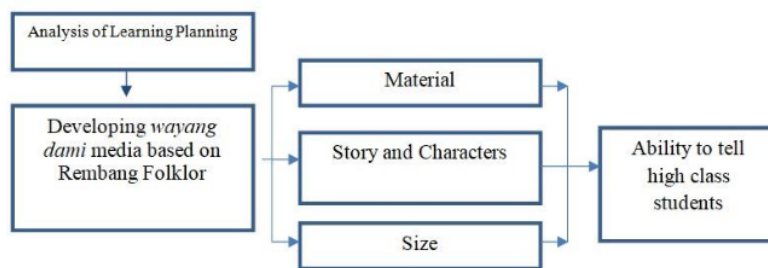 Analysis of Learning Planning
Developing wayang
dami media based on
Rembang Folklor
Material
Story and Characters
Size
Ability to tell
high class
students